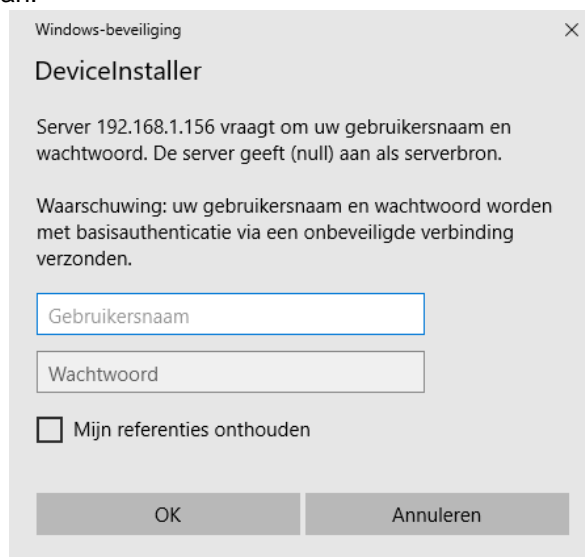 Windows-beveiliging
DeviceInstaller
Server 192.168.1.156 vraagt om uw gebruikersnaam en
wachtwoord. De server geeft (null) aan als serverbron.
Waarschuwing: uw gebruikersnaam en wachtwoord worden
met basisauthenticatie via een onbeveiligde verbinding
verzonden.
Gebruikersnaam
Wachtwoord
Mijn referenties onthouden
OK
Annuleren